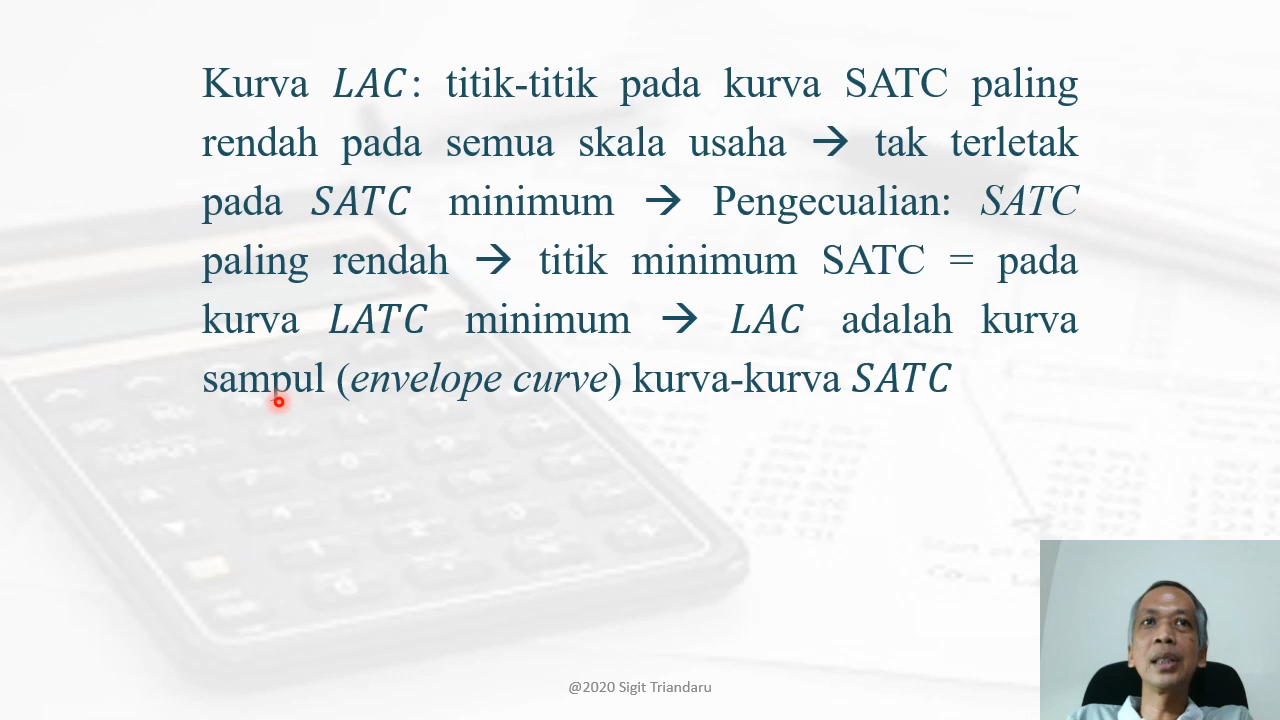 Kurva LAC: titik-titik pada kurva SATC paling
rendah pada semua skala usaha → tak terletak
pada SATC minimum → Pengecualian: SATC
paling rendah → titik minimum SATC = pada
kurva LATC minimum → LAC adalah kurva
sampul (envelope curve) kurva-kurva SATC
@2020 Sigit Triandaru